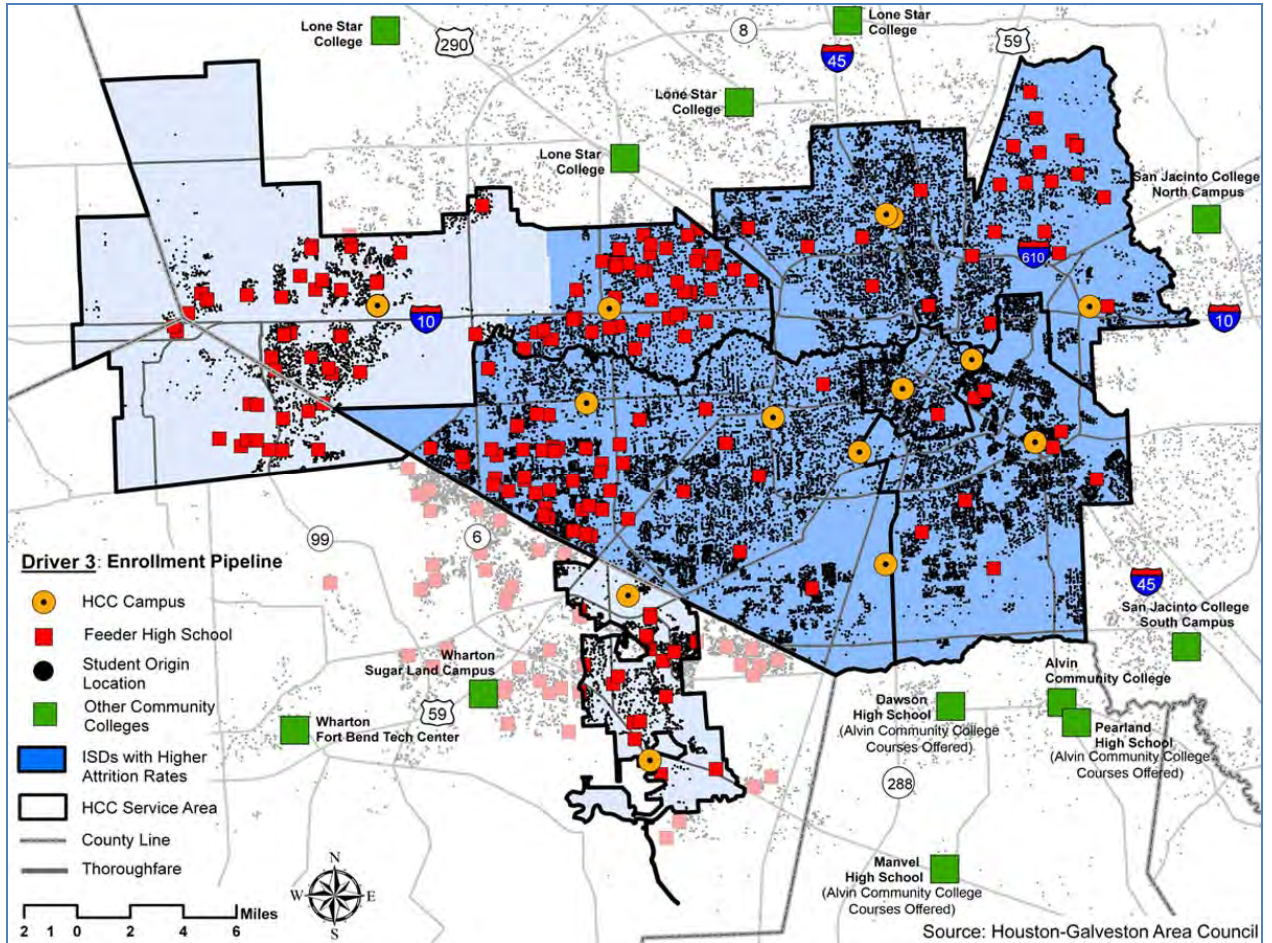 Lone Star
College
290
8
Lone Star
College
45
59
Lone Star
College
Lone Star
College
San Jacinto College
North Campus
610
10
10
99
6
Driver 3: Enrollment Pipeline
HCC Campus
Feeder High School
Student Origin
Location
Other Community
Colleges
ISDs with Higher
Attrition Rates
HCC Service Area
County Line
Thoroughfare
Miles
2 1 0 2 4 6
N
W E
S
Wharton
Sugar Land Campus
59
Wharton
Fort Bend Tech Center
45
San Jacinto College
South Campus
Alvin
Community College
Dawson
High School
(Alvin Community College
Courses Offered)
Pearland
High School
(Alvin Community College
Courses Offered)
288
Manvel
High School
(Alvin Community College
Courses Offered)
Source: Houston-Galveston Area Council